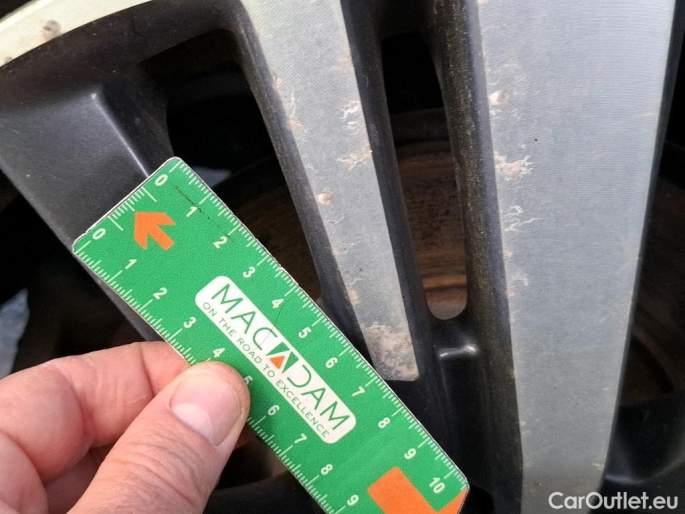 0 1 2 3 4 5 6 7 8 9 10
0 1 2 3 4 5 6 7 8 9
MACADAM
ON THE ROAD TO EXCELLENCE
CarOutlet.eu